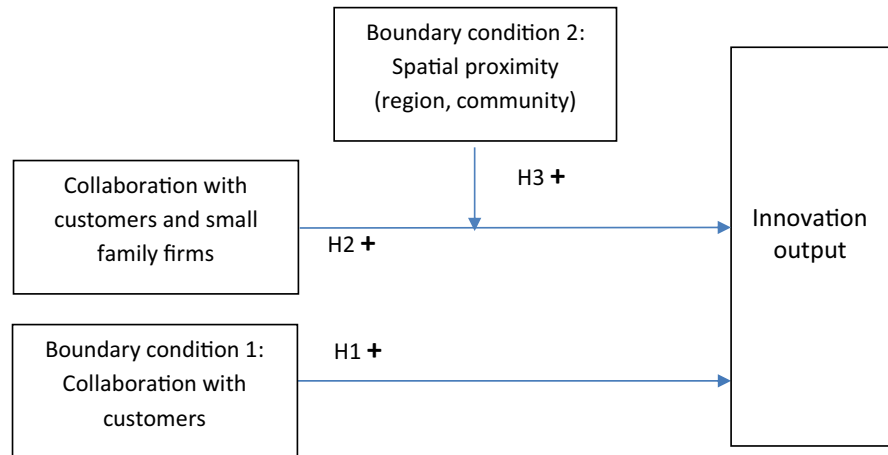 Boundary condition 2:
Spatial proximity
(region, community)
H3 +
Collaboration with
customers and small
family firms
H2 +
Innovation
output
Boundary condition 1:
Collaboration with
customers
H1 +